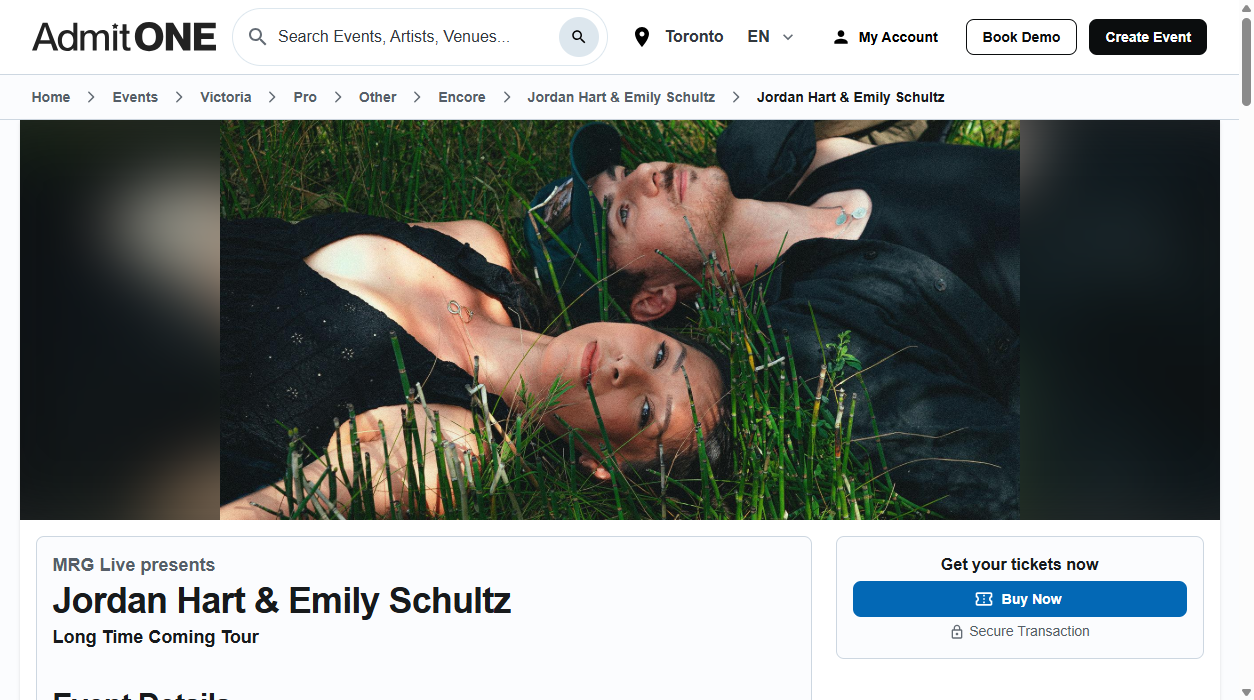 AdmitONE
Search Events, Artists, Venues...
Toronto
EN
My Account
Book Demo
Create Event
Home > Events > Victoria > Pro > Other > Encore > Jordan Hart & Emily Schultz > Jordan Hart & Emily Schultz
MRG Live presents
Jordan Hart & Emily Schultz
Long Time Coming Tour
Event Details
Get your tickets now
Buy Now
Secure Transaction